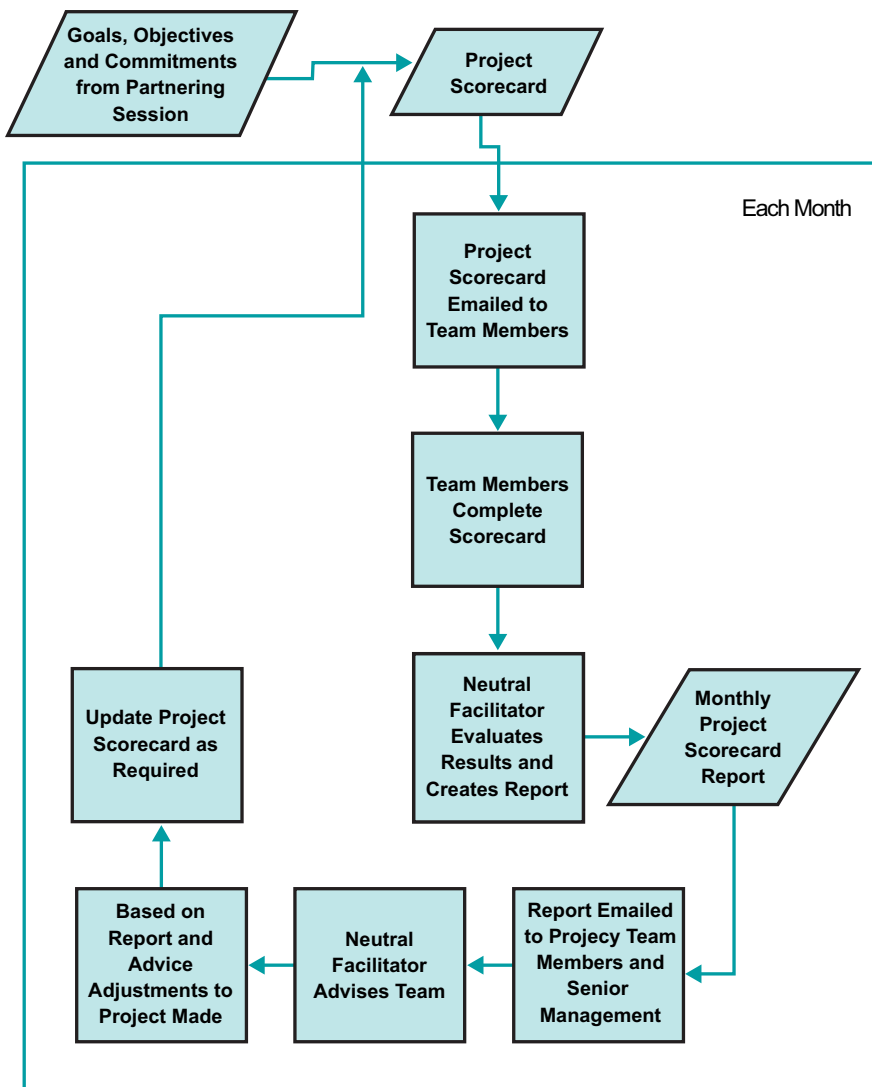 Goals, Objectives
and Commitments
from Partnering
Session
Project
Scorecard
Each Month
Project
Scorecard
Emailed to
Team Members
Team Members
Complete
Scorecard
Neutral
Facilitator
Evaluates
Results and
Creates Report
Monthly
Project
Scorecard
Report
Report Emailed
to Projecy Team
Members and
Senior
Management
Neutral
Facilitator
Advises Team
Based on
Report and
Advice
Adjustments to
Project Made
Update Project
Scorecard as
Required